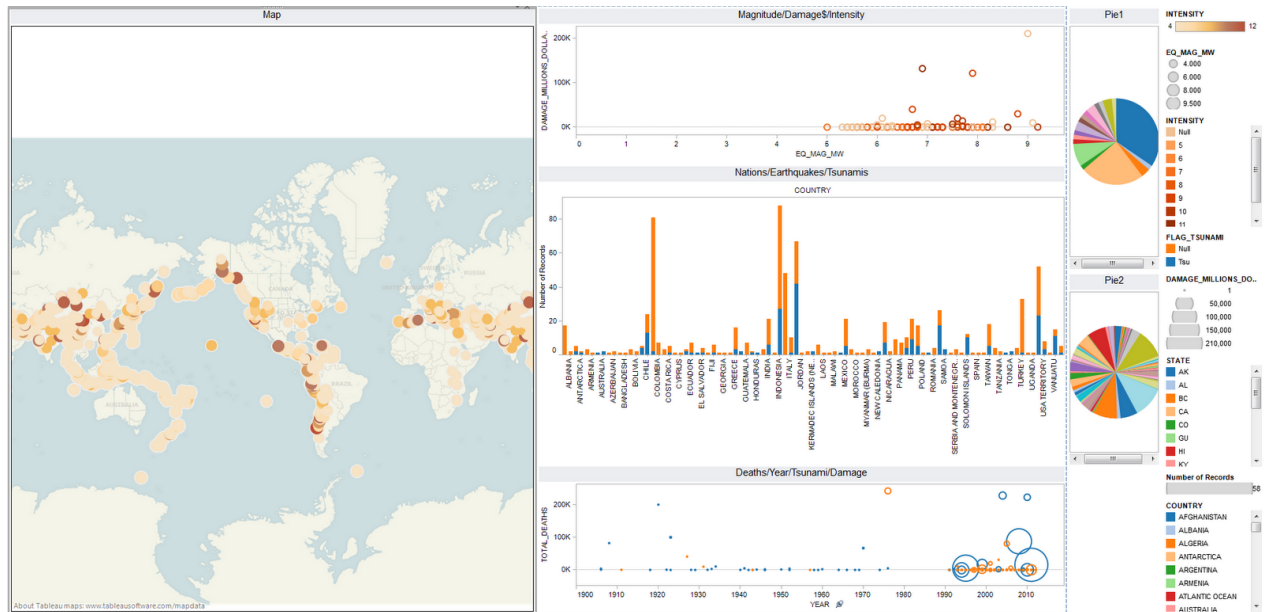 Map
CANADA
BRAZIL
AUSTRALIA
About Tableau maps: www.tableausoftware.com/mapdata
Magnitude/Damage$/Intensity
DAMAGE_MILLIONS_DOLLA..
200K
100K
0K
0 1 2 3 4 5 6 7 8 9 10
EQ_MAG_MW
Nations/Earthquakes/Tsunamis
COUNTRY
Number of Records
80
60
40
20
0
ALBANIA
ANTARCTICA
ARMENIA
AUSTRALIA
AZERBAIJAN
BANGLADESH
BOLIVIA
CHILE
COLOMBIA
COSTA RICA
CYPRUS
ECUADOR
EL SALVADOR
FIJI
GEORGIA
GREECE
GUATEMALA
HONDURAS
INDIA
INDONESIA
ITALY
JORDAN
KERMADEC ISLANDS (NE..
LAOS
MALAWI
MEXICO
MOROCCO
MYANMAR (BURMA)
NEW CALEDONIA
NICARAGUA
PANAMA
PERU
POLAND
ROMANIA
SAMOA
SERBIA AND MONTENEGR..
SOLOMON ISLANDS
SPAIN
TAIWAN
TANZANIA
TONGA
TURKEY
UGANDA
USA TERRITORY
VANUATU
Deaths/Year/Tsunami/Damage
TOTAL_DEATHS
200K
100K
0K
1900 1910 1920 1930 1940 1950 1960 1970 1980 1990 2000 2010 2020
YEAR
Pie1
Pie2
INTENSITY
4 12
EQ_MAG_MW
4.000
6.000
8.000
9.500
INTENSITY
Null
5
6
7
8
9
10
11
FLAG_TSUNAMI
Null
Tsu
DAMAGE_MILLIONS_DO..
1
50,000
100,000
150,000
210,000
STATE
AK
AL
BC
CA
CO
GU
HI
KY
Number of Records
58
COUNTRY
AFGHANISTAN
ALBANIA
ALGERIA
ANTARCTICA
ARGENTINA
ARMENIA
ATLANTIC OCEAN
AUSTRALIA